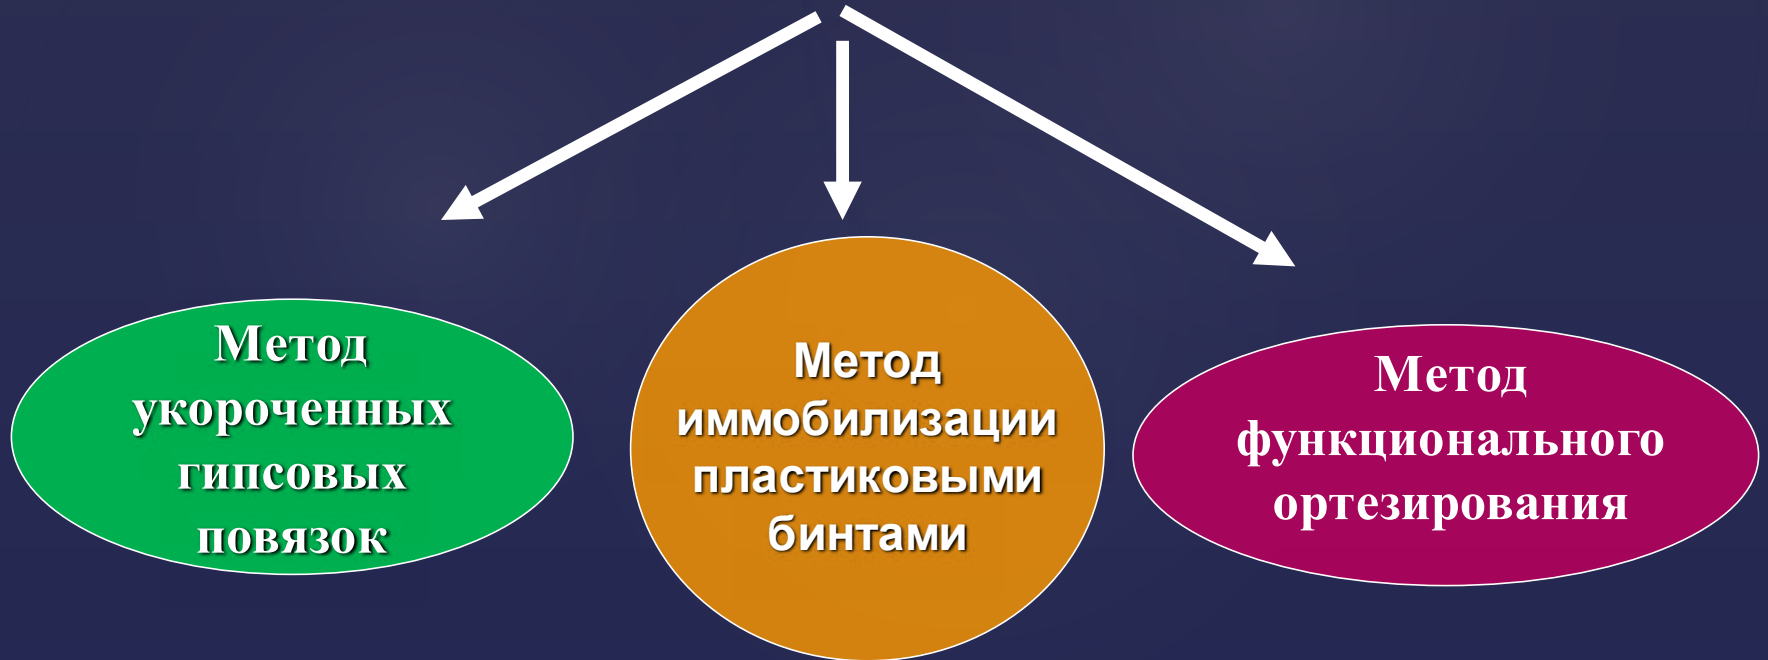 Метод
укороченных
гипсовых
повязок
Метод
иммобилизации
пластиковыми
бинтами
Метод
функционального
ортезирования